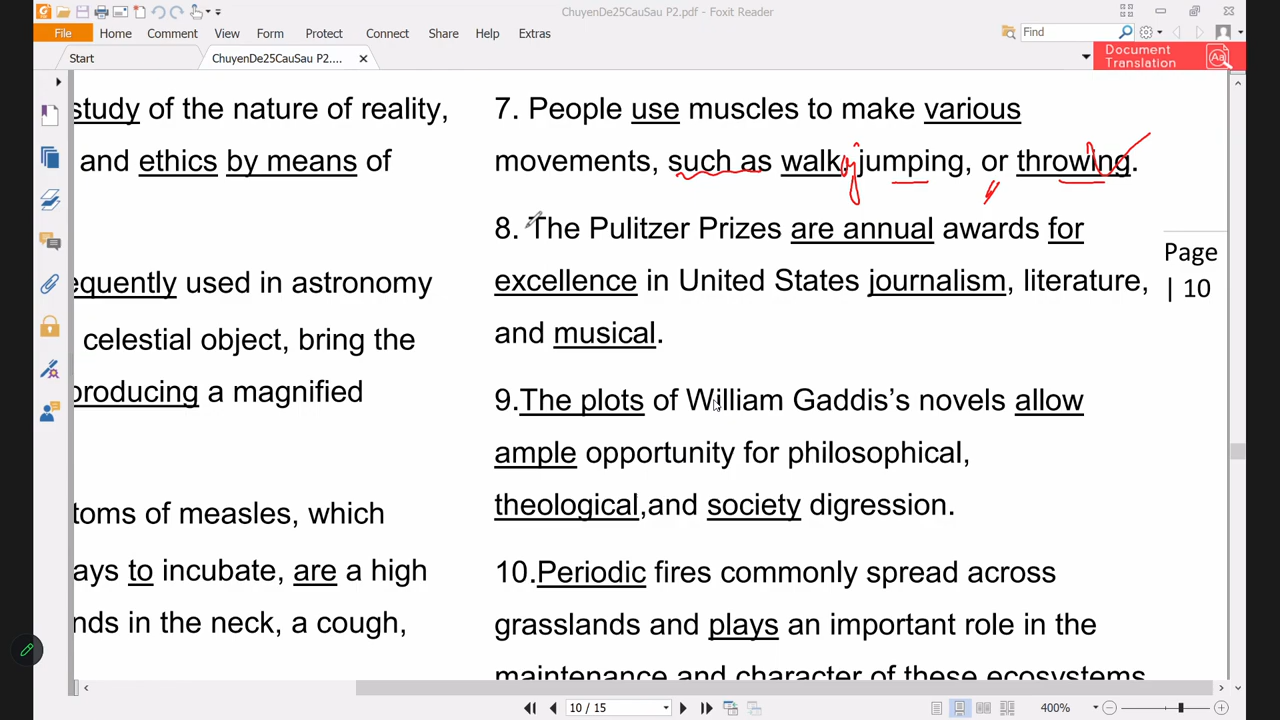 ChuyenDe25CauSau P2.pdf - Foxit Reader
File Home Comment View Form Protect Connect Share Help Extras
Find
Start
ChuyenDe25CauSau P2....
Document
Translation
study of the nature of reality,
and ethics by means of
equently used in astronomy
celestial object, bring the
producing a magnified
toms of measles, which
ays to incubate, are a high
nds in the neck, a cough,
7. People use muscles to make various
movements, such as walk, jumping, or throwing.
8. The Pulitzer Prizes are annual awards for
excellence in United States journalism, literature,
and musical.
9.The plots of William Gaddis's novels allow
ample opportunity for philosophical,
theological,and society digression.
10.Periodic fires commonly spread across
grasslands and plays an important role in the
maintenance and character of these ecosystems
Page
| 10
10 / 15
400%